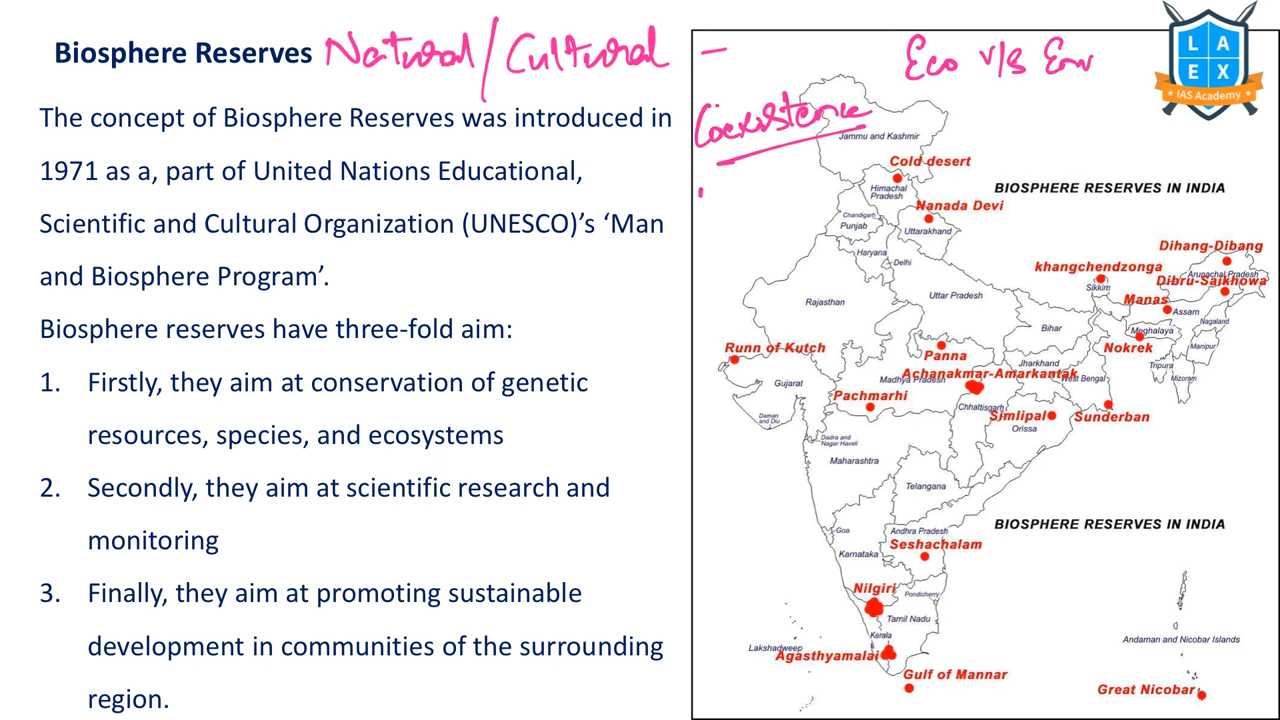 Biosphere Reserves Natural/Cultural
The concept of Biosphere Reserves was introduced in
1971 as a, part of United Nations Educational,
Scientific and Cultural Organization (UNESCO)'s 'Man
and Biosphere Program'.
Biosphere reserves have three-fold aim:
1. Firstly, they aim at conservation of genetic
resources, species, and ecosystems
2. Secondly, they aim at scientific research and
monitoring
3. Finally, they aim at promoting sustainable
development in communities of the surrounding
region.
Eco v/s Env
Coexistence
L A
E X
IAS Academy
Jammu and Kashmir
Cold desert
BIOSPHERE RESERVES IN INDIA
Himachal
Pradesh
Nanada Devi
Chandigarh
Punjab
Uttarakhand
Haryana
Delhi
Dihang-Dibang
khangchendzonga
Arunachal Pradesh
Dibru-Saikhowa
Sikkim
Manas
Assam
Rajasthan
Uttar Pradesh
Nagaland
Bihar
Meghalaya
Manipur
Nokrek
Runn of Kutch
Panna
Jharkhand
Tripura
Mizoram
Achanakmar-Amarkantak
Madhya Pradesh
West Bengal
Gujarat
Pachmarhi
Chhattisgarh
Simlipal
Sunderban
Orissa
Daman
and Diu
Dadra and
Nagar Haveli
Maharashtra
Telangana
BIOSPHERE RESERVES IN INDIA
Goa
Andhra Pradesh
Seshachalam
Karnataka
Nilgiri
Pondicherry
Tamil Nadu
Kerala
Andaman and Nicobar Islands
Lakshadweep
Agasthyamalai
Gulf of Mannar
Great Nicobar